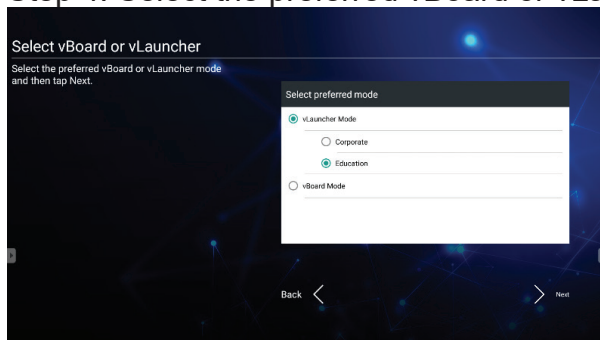 Select vBoard or vLauncher
Select the preferred vBoard or vLauncher mode
and then tap Next.
Select preferred mode
vLauncher Mode
Corporate
Education
vBoard Mode
Back
Next